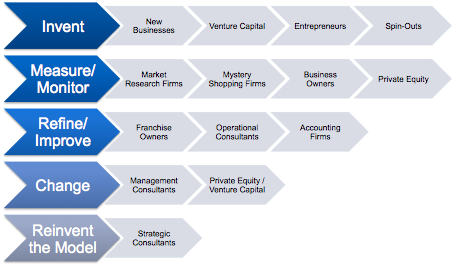 Invent
New
Businesses
Venture Capital
Entrepreneurs
Spin-Outs
Measure/
Monitor
Market
Research Firms
Mystery
Shopping Firms
Business
Owners
Private Equity
Refine/
Improve
Franchise
Owners
Operational
Consultants
Accounting
Firms
Change
Management
Consultants
Private Equity /
Venture Capital
Reinvent
the Model
Strategic
Consultants